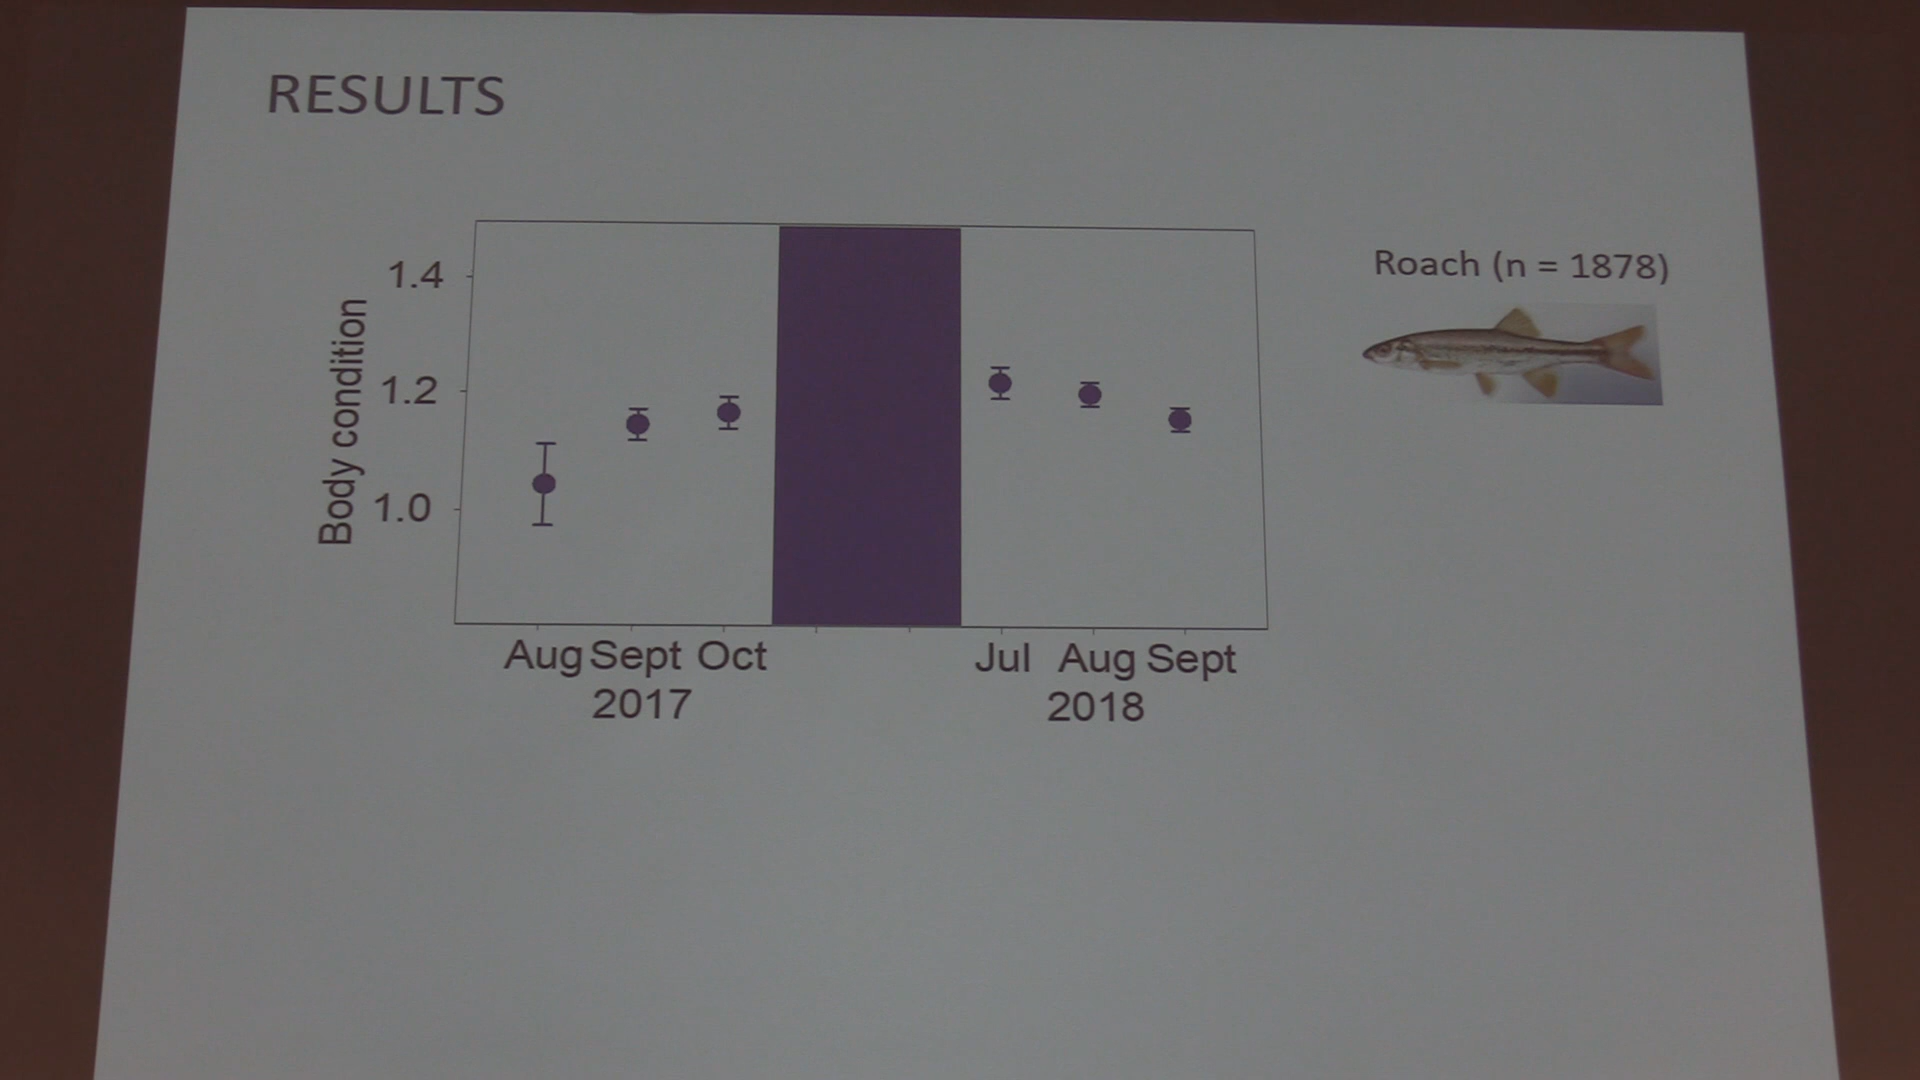 RESULTS
Roach (n = 1878)
Body condition
1.4
1.2
1.0
Aug Sept Oct
2017
Jul Aug Sept
2018